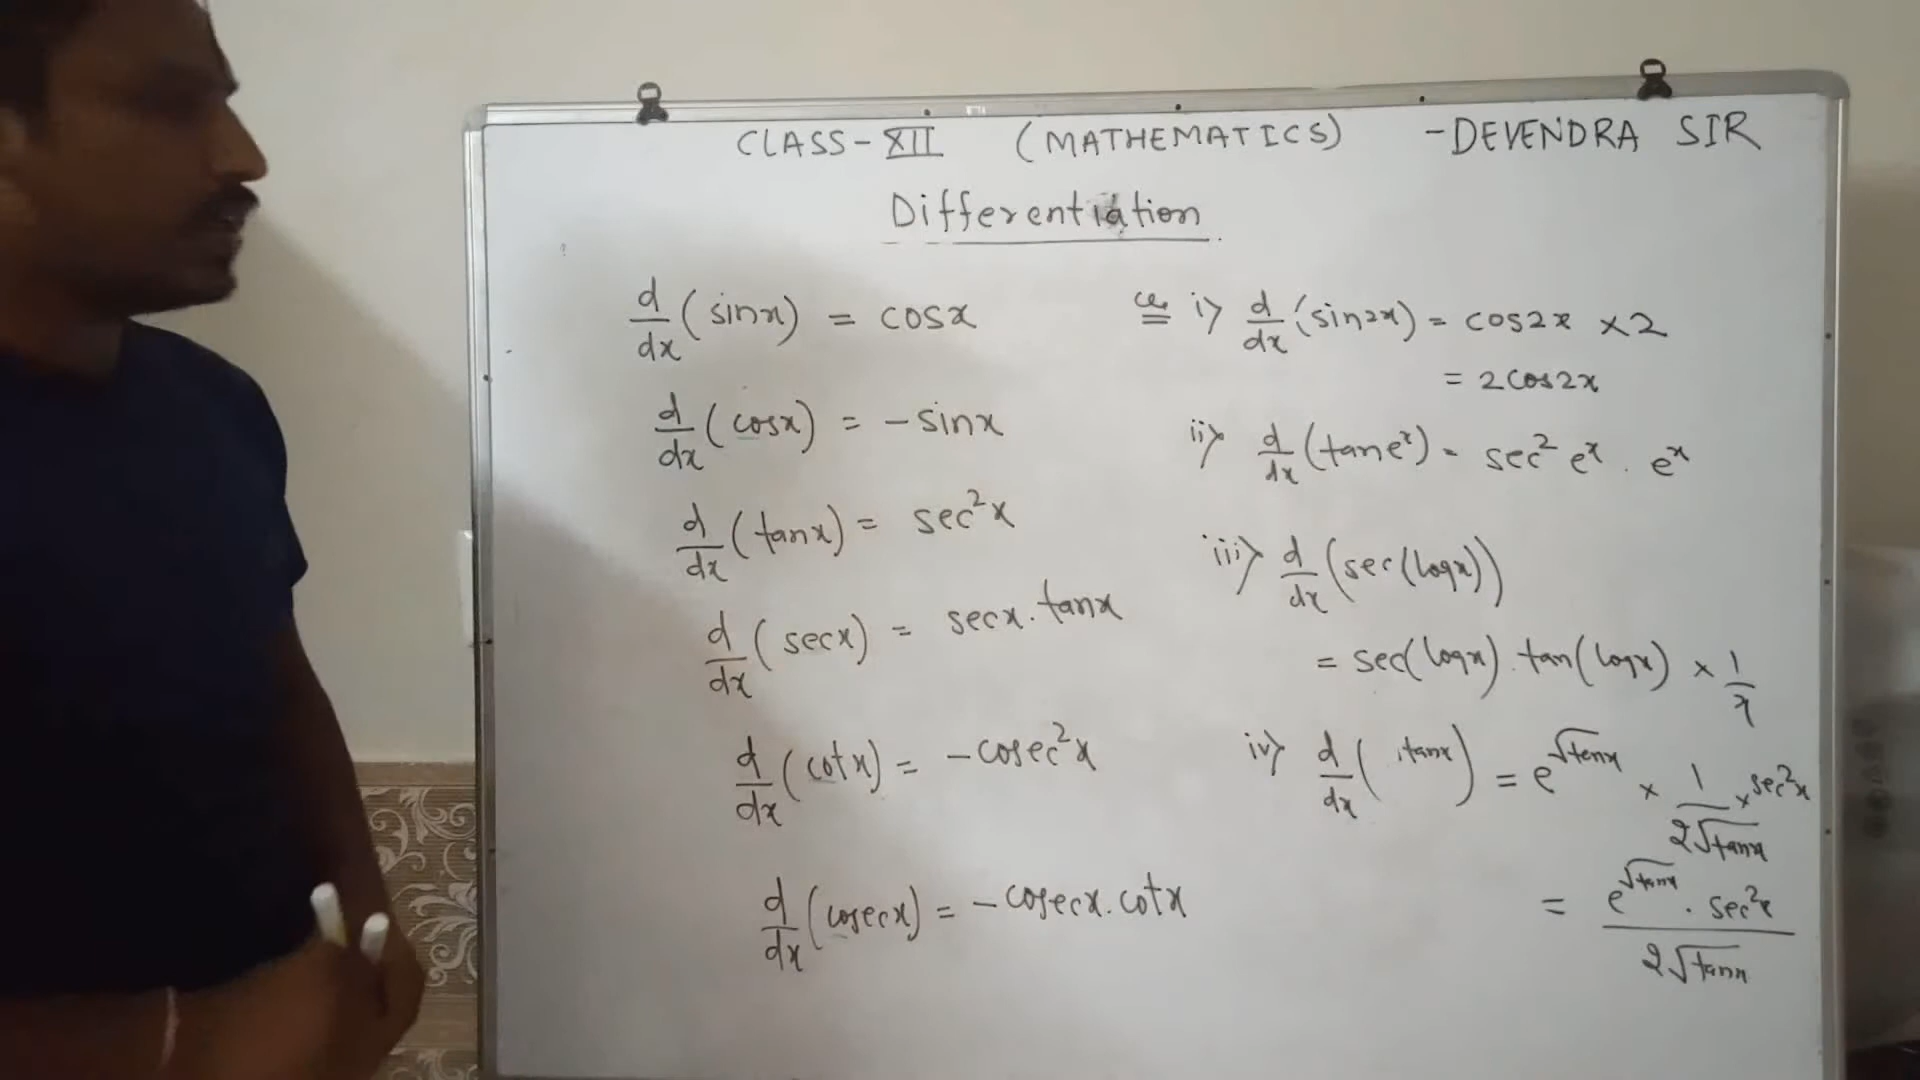 CLASS-XII (MATHEMATICS) -DEVENDRA SIR
Differentiation
d/dx (sinx) = cosx
d/dx (cosx) = -sinx
d/dx (tanx) = sec²x
d/dx (secx) = secx.tanx
d/dx (cotx) = -cosec²x
d/dx (cosecx) = -cosecx.cotx
i) d/dx (sin2x) = cos2x ×2
= 2cos2x
ii) d/dx (tane^x) = sec² e^x . e^x
iii) d/dx (sec(logx))
= sec(logx).tan(logx) × 1/x
iv) d/dx ( tanx) = e^√tanx × 1/2√tanx × sec²x
= e^√tanx . sec²x / 2√tanx